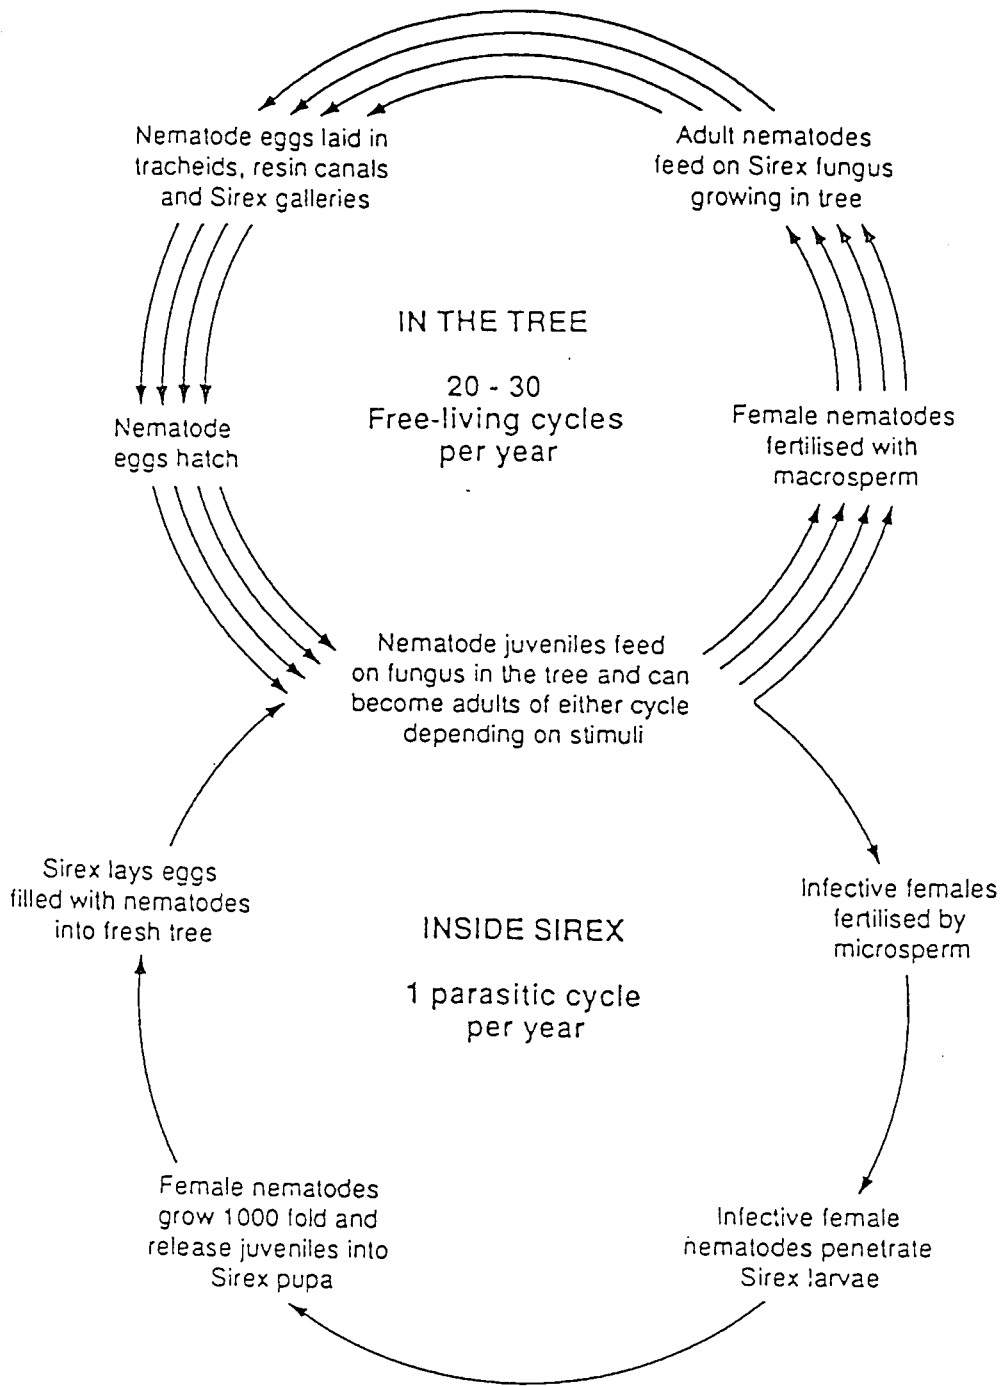 Nematode eggs laid in
tracheids, resin canals
and Sirex galleries
Adult nematodes
feed on Sirex fungus
growing in tree
IN THE TREE
20 - 30
Free-living cycles
per year
Nematode
eggs hatch
Female nematodes
fertilised with
macrosperm
Nematode juveniles feed
on fungus in the tree and can
become adults of either cycle
depending on stimuli
Sirex lays eggs
filled with nematodes
into fresh tree
INSIDE SIREX
1 parasitic cycle
per year
Infective females
fertilised by
microsperm
Female nematodes
grow 1000 fold and
release juveniles into
Sirex pupa
Infective female
nematodes penetrate
Sirex larvae